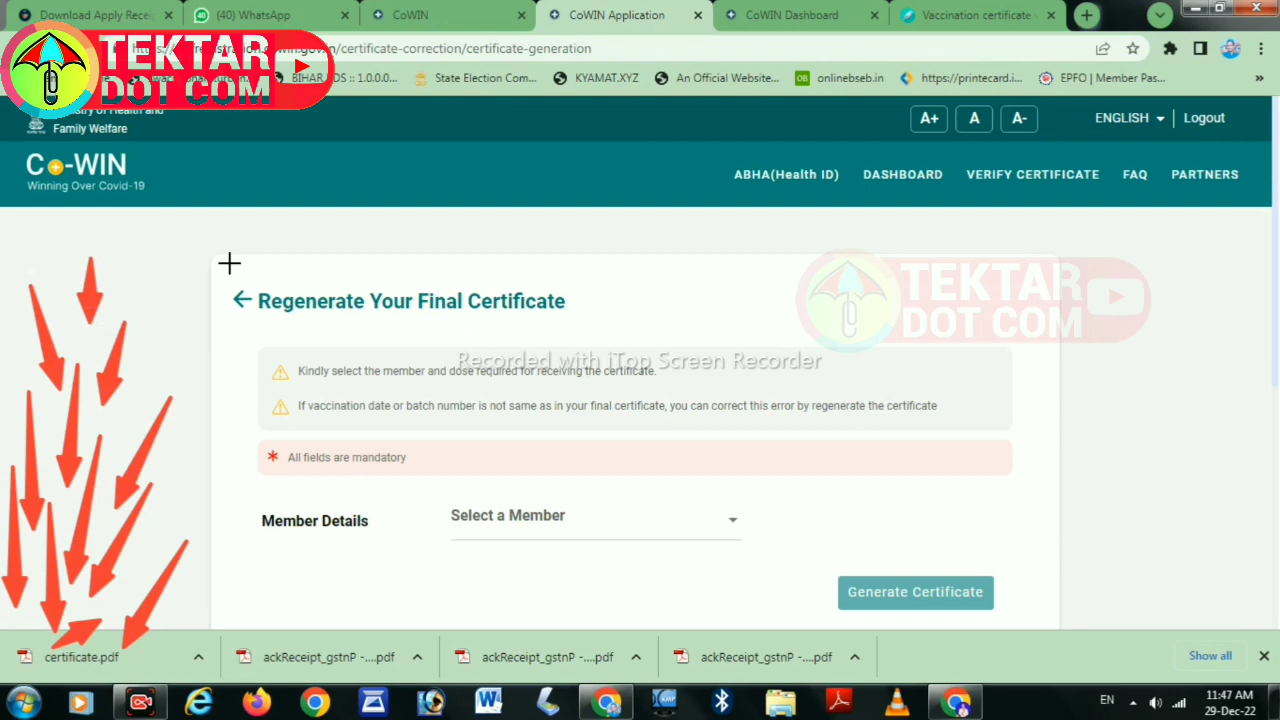 Download Apply Recei
(40) WhatsApp
CoWIN
CoWIN Application
CoWIN Dashboard
Vaccination certificate
/certificate-correction/certificate-generation
TEKTAR
DOT COM
1.0.0.0...
State Election Com...
KYAMAT.XYZ
An Official Website...
OB
onlinebseb.in
https://printecard.i...
EPFO | Member Pas...
»
Family Welfare
A+
A
A-
ENGLISH
Logout
Co-WIN
Winning Over Covid-19
ABHA(Health ID)
DASHBOARD
VERIFY CERTIFICATE
FAQ
PARTNERS
TEKTAR
DOT COM
Regenerate Your Final Certificate
Recorded with iTop Screen Recorder
Kindly select the member and dose required for receiving the certificate.
If vaccination date or batch number is not same as in your final certificate, you can correct this error by regenerate the certificate
* All fields are mandatory
Member Details
Select a Member
Generate Certificate
certificate.pdf
ackReceipt_gstnP -....pdf
ackReceipt_gstnP -....pdf
ackReceipt_gstnP -....pdf
Show all
EN
11:47 AM
29-Dec-22